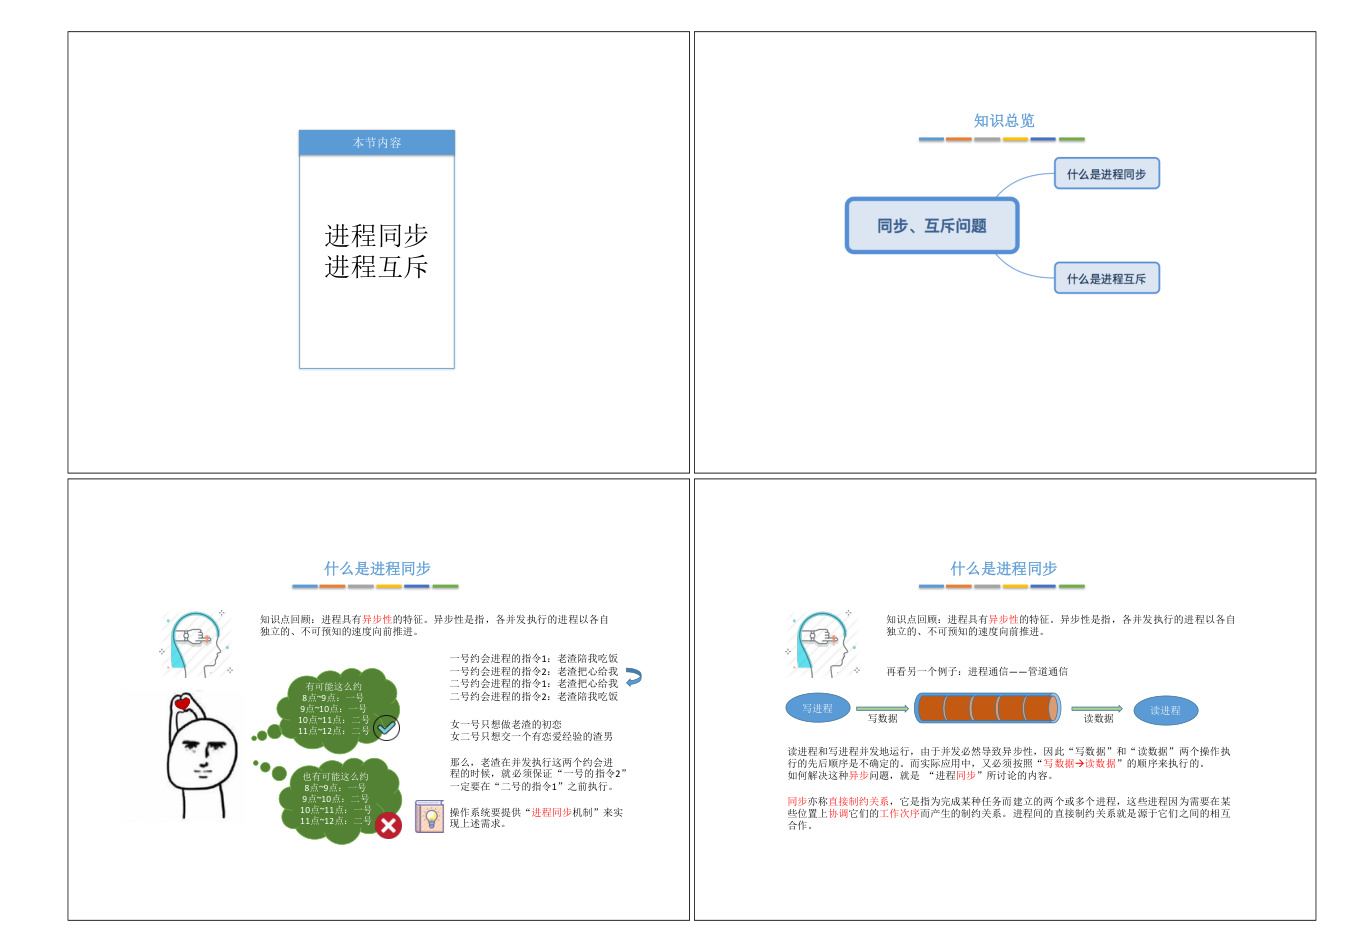 本节内容
进程同步
进程互斥
知识总览
同步、互斥问题
什么是进程同步
什么是进程互斥
什么是进程同步
知识点回顾：进程具有异步性的特征。异步性是指，各并发执行的进程以各自
独立的、不可预知的速度向前推进。
有可能这么约
8点~9点：一号
9点~10点：一号
10点~11点：二号
11点~12点：二号
也有可能这么约
8点~9点：一号
9点~10点：二号
10点~11点：一号
11点~12点：二号
一号约会进程的指令1：老渣陪我吃饭
一号约会进程的指令2：老渣把心给我
二号约会进程的指令1：老渣把心给我
二号约会进程的指令2：老渣陪我吃饭
女一号只想做老渣的初恋
女二号只想交一个有恋爱经验的渣男
那么，老渣在并发执行这两个约会进
程的时候，就必须保证“一号的指令2”
一定要在“二号的指令1”之前执行。
操作系统要提供“进程同步机制”来实
现上述需求。
什么是进程同步
知识点回顾：进程具有异步性的特征。异步性是指，各并发执行的进程以各自
独立的、不可预知的速度向前推进。
再看另一个例子：进程通信——管道通信
写进程
写数据
读数据
读进程
读进程和写进程并发地运行，由于并发必然导致异步性，因此“写数据”和“读数据”两个操作执
行的先后顺序是不确定的。而实际应用中，又必须按照“写数据→读数据”的顺序来执行的。
如何解决这种异步问题，就是 “进程同步”所讨论的内容。
同步亦称直接制约关系，它是指为完成某种任务而建立的两个或多个进程，这些进程因为需要在某
些位置上协调它们的工作次序而产生的制约关系。进程间的直接制约关系就是源于它们之间的相互
合作。